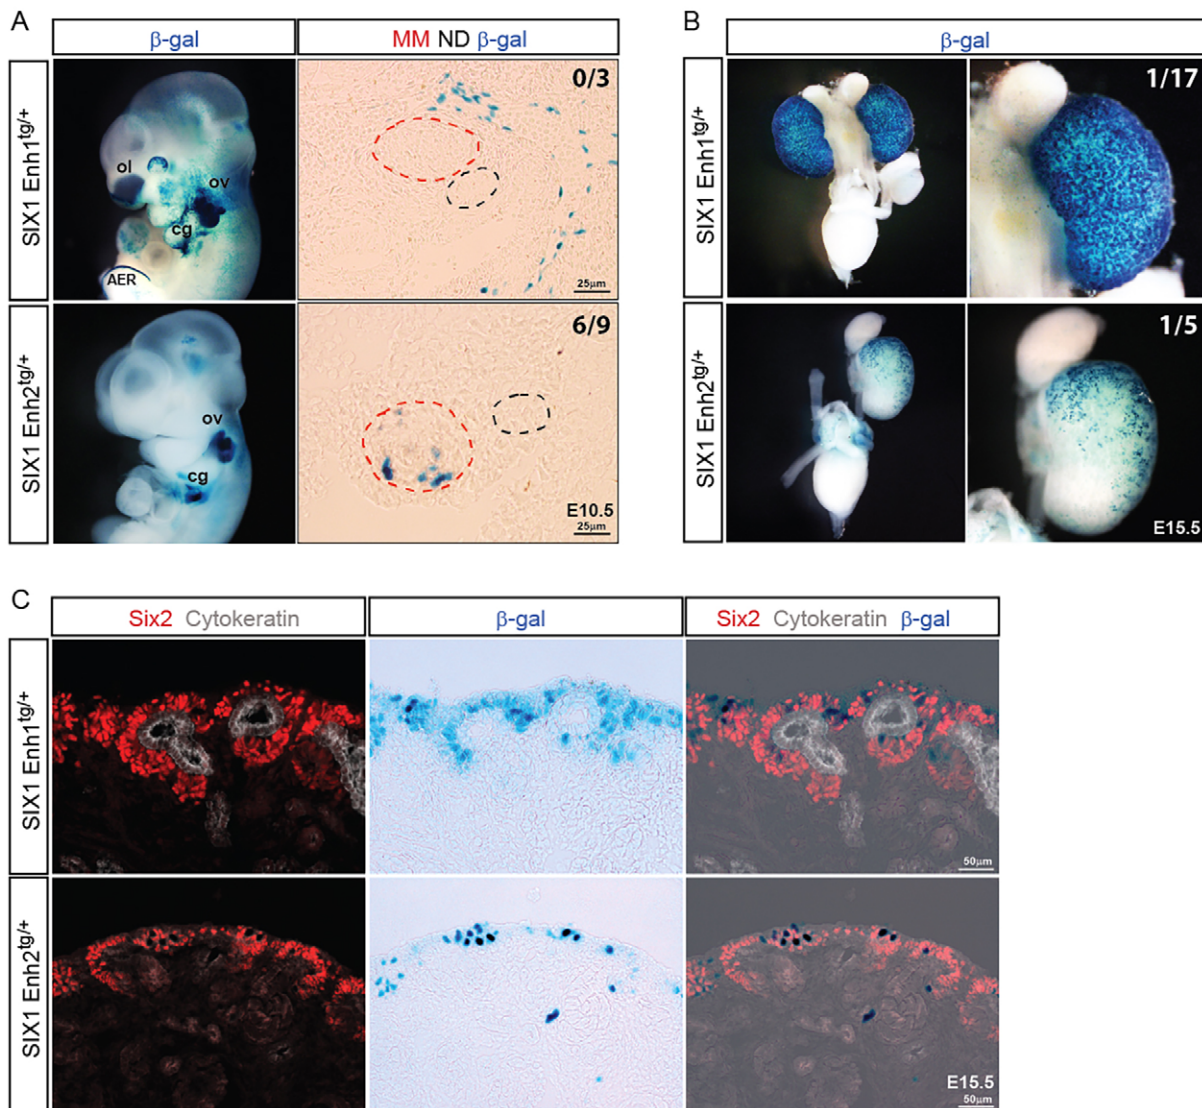 A
β-gal
MM ND β-gal
SIX1 Enh1tg/+
ol
ov
cg
AER
0/3
25μm
SIX1 Enh2tg/+
ov
cg
6/9
E10.5
25μm
B
β-gal
SIX1 Enh1tg/+
1/17
SIX1 Enh2tg/+
1/5
E15.5
C
Six2 Cytokeratin
β-gal
Six2 Cytokeratin β-gal
SIX1 Enh1tg/+
50μm
SIX1 Enh2tg/+
E15.5
50μm